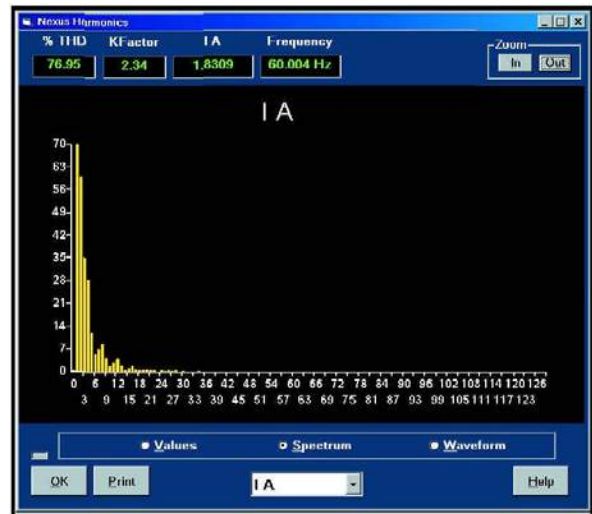 Nexus Harmonics
% THD KFactor I A Frequency
76.95 2.34 1.8309 60.004 Hz
Zoom
In Out
I A
70
63
56
49
42
35
28
21
14
7
0
0 6 12 18 24 30 36 42 48 54 60 66 72 78 84 90 96 102 108 114 120 126
3 9 15 21 27 33 39 45 51 57 63 69 75 81 87 93 99 105 111 117 123
Values Spectrum Waveform
OK Print I A Help